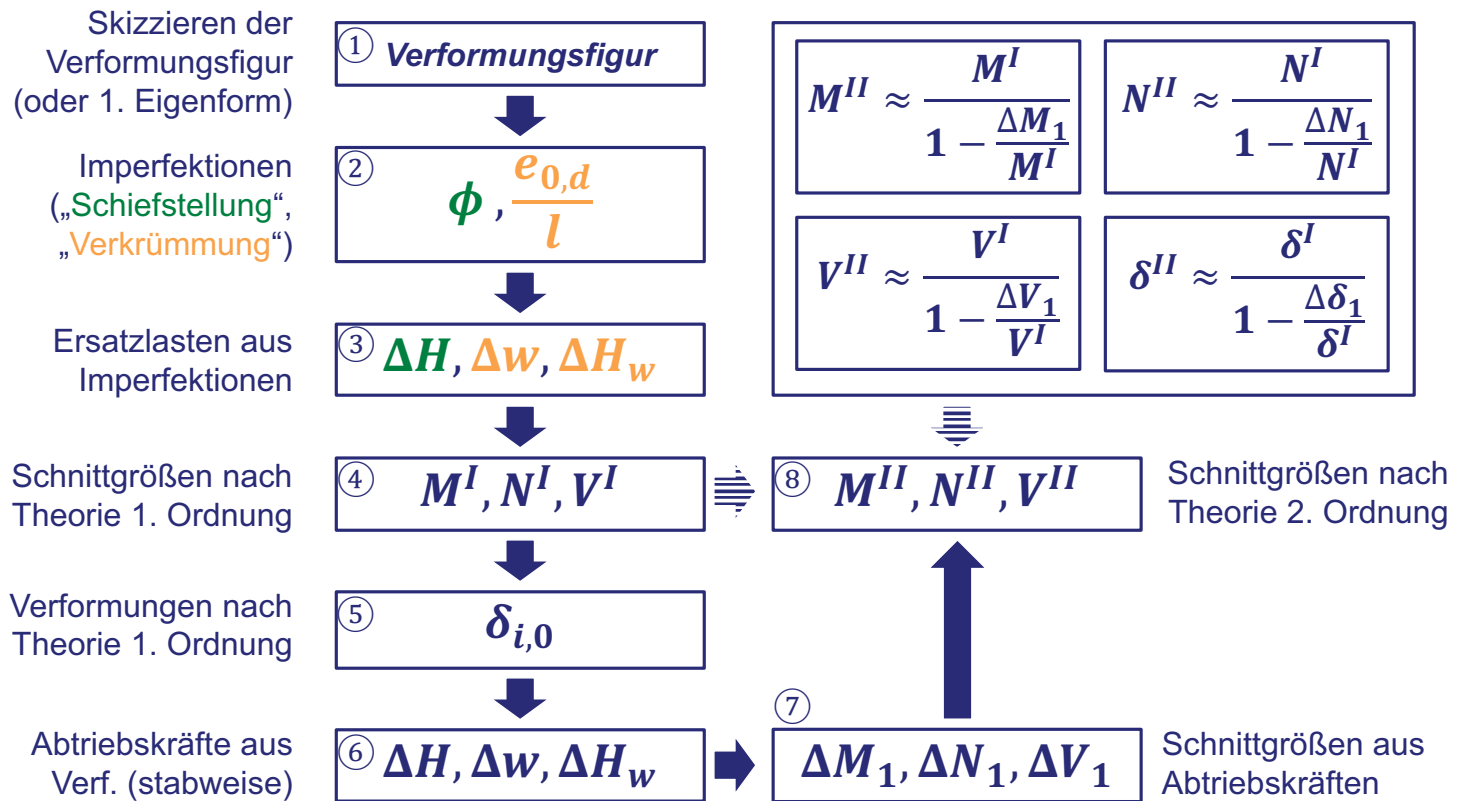 Skizzieren der
Verformungsfigur
(oder 1. Eigenform)
① Verformungsfigur
Imperfektionen
(„Schiefstellung“,
„Verkrümmung“)
② ϕ, e_{0,d}/l
Ersatzlasten aus
Imperfektionen
③ ΔH, Δw, ΔH_w
Schnittgrößen nach
Theorie 1. Ordnung
④ M^I, N^I, V^I
Verformungen nach
Theorie 1. Ordnung
⑤ δ_{i,0}
Abtriebskräfte aus
Verf. (stabweise)
⑥ ΔH, Δw, ΔH_w
⑦
ΔM_1, ΔN_1, ΔV_1
Schnittgrößen aus
Abtriebskräften
⑧ M^{II}, N^{II}, V^{II}
Schnittgrößen nach
Theorie 2. Ordnung
M^{II} ≈ M^I / (1 − ΔM_1/M^I)
N^{II} ≈ N^I / (1 − ΔN_1/N^I)
V^{II} ≈ V^I / (1 − ΔV_1/V^I)
δ^{II} ≈ δ^I / (1 − Δδ_1/δ^I)